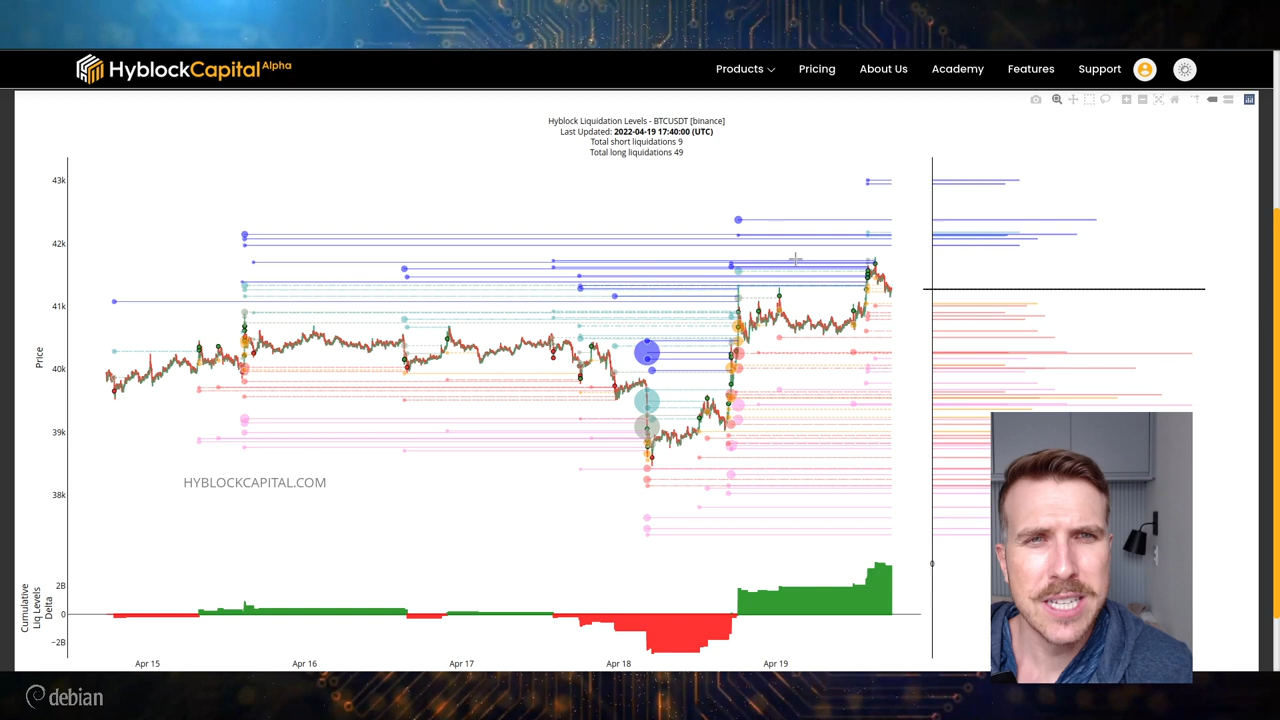 HyblockCapital Alpha
Products
Pricing
About Us
Academy
Features
Support
Hyblock Liquidation Levels - BTCUSDT [binance]
Last Updated: 2022-04-19 17:40:00 (UTC)
Total short liquidations 9
Total long liquidations 49
43k
42k
41k
40k
39k
38k
Price
HYBLOCKCAPITAL.COM
0
2B
0
−2B
Cumulative
Liq Levels
Delta
Apr 15
Apr 16
Apr 17
Apr 18
Apr 19
debian